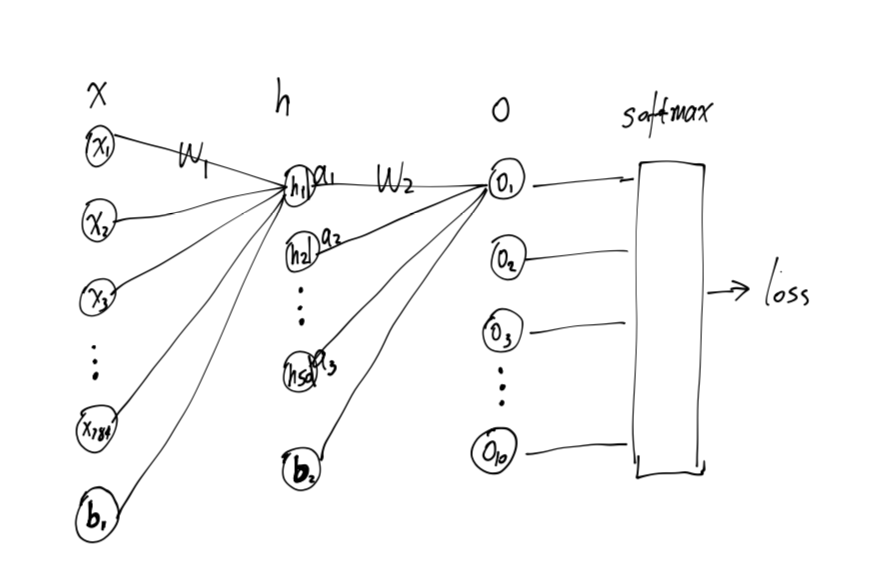 x h o softmax
x₁ W₁ h₁ a₁ W₂ o₁
x₂ h₂ a₂ o₂
x₃ o₃ loss
h50 a₃
x784 b₂ o₁₀
b₁